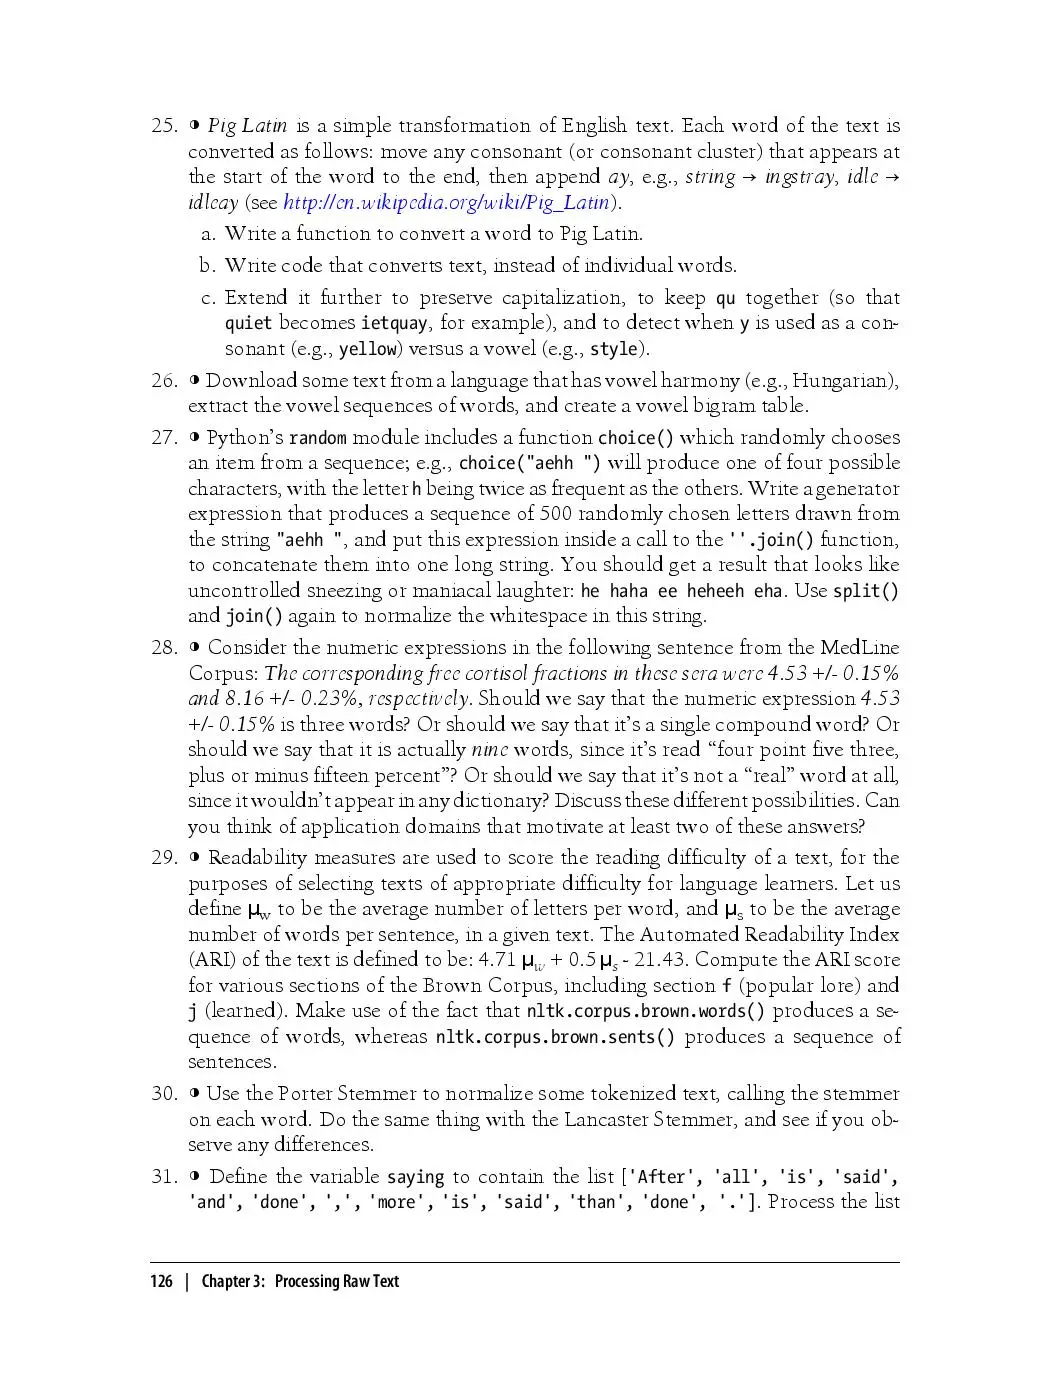 25. ◑ Pig Latin is a simple transformation of English text. Each word of the text is
converted as follows: move any consonant (or consonant cluster) that appears at
the start of the word to the end, then append ay, e.g., string → ingstray, idle →
idleay (see http://en.wikipedia.org/wiki/Pig_Latin).
a. Write a function to convert a word to Pig Latin.
b. Write code that converts text, instead of individual words.
c. Extend it further to preserve capitalization, to keep qu together (so that
quiet becomes ietquay, for example), and to detect when y is used as a con-
sonant (e.g., yellow) versus a vowel (e.g., style).
26. ◑ Download some text from a language that has vowel harmony (e.g., Hungarian),
extract the vowel sequences of words, and create a vowel bigram table.
27. ◑ Python’s random module includes a function choice() which randomly chooses
an item from a sequence; e.g., choice("aehh ") will produce one of four possible
characters, with the letter h being twice as frequent as the others. Write a generator
expression that produces a sequence of 500 randomly chosen letters drawn from
the string "aehh ", and put this expression inside a call to the ''.join() function,
to concatenate them into one long string. You should get a result that looks like
uncontrolled sneezing or maniacal laughter: he haha ee heheeh eha. Use split()
and join() again to normalize the whitespace in this string.
28. ◑ Consider the numeric expressions in the following sentence from the MedLine
Corpus: The corresponding free cortisol fractions in these sera were 4.53 +/- 0.15%
and 8.16 +/- 0.23%, respectively. Should we say that the numeric expression 4.53
+/- 0.15% is three words? Or should we say that it’s a single compound word? Or
should we say that it is actually nine words, since it’s read “four point five three,
plus or minus fifteen percent”? Or should we say that it’s not a “real” word at all,
since it wouldn’t appear in any dictionary? Discuss these different possibilities. Can
you think of application domains that motivate at least two of these answers?
29. ◑ Readability measures are used to score the reading difficulty of a text, for the
purposes of selecting texts of appropriate difficulty for language learners. Let us
define μw to be the average number of letters per word, and μs to be the average
number of words per sentence, in a given text. The Automated Readability Index
(ARI) of the text is defined to be: 4.71 μw + 0.5 μs - 21.43. Compute the ARI score
for various sections of the Brown Corpus, including section f (popular lore) and
j (learned). Make use of the fact that nltk.corpus.brown.words() produces a se-
quence of words, whereas nltk.corpus.brown.sents() produces a sequence of
sentences.
30. ◑ Use the Porter Stemmer to normalize some tokenized text, calling the stemmer
on each word. Do the same thing with the Lancaster Stemmer, and see if you ob-
serve any differences.
31. ◑ Define the variable saying to contain the list ['After', 'all', 'is', 'said',
'and', 'done', ',', 'more', 'is', 'said', 'than', 'done', '.']. Process the list
126 | Chapter 3: Processing Raw Text